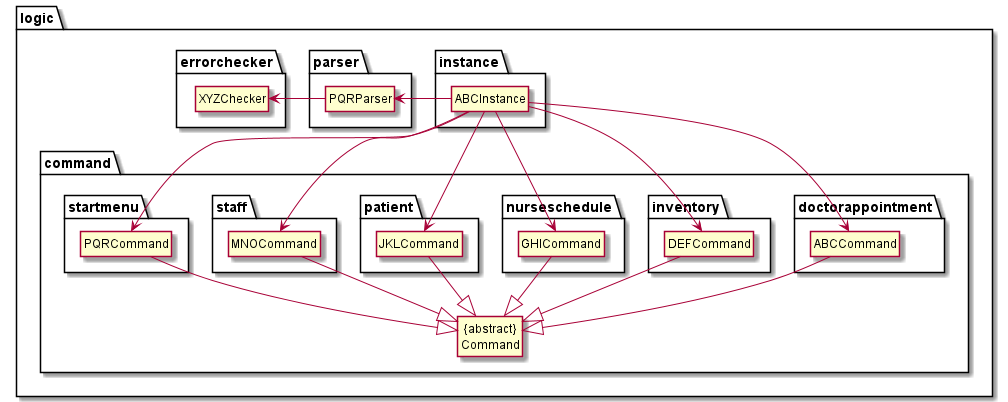 logic
errorchecker
parser
instance
XYZChecker
PQRParser
ABCInstance
command
startmenu
staff
patient
nurseschedule
inventory
doctorappointment
PQRCommand
MNOCommand
JKLCommand
GHICommand
DEFCommand
ABCCommand
{abstract}
Command